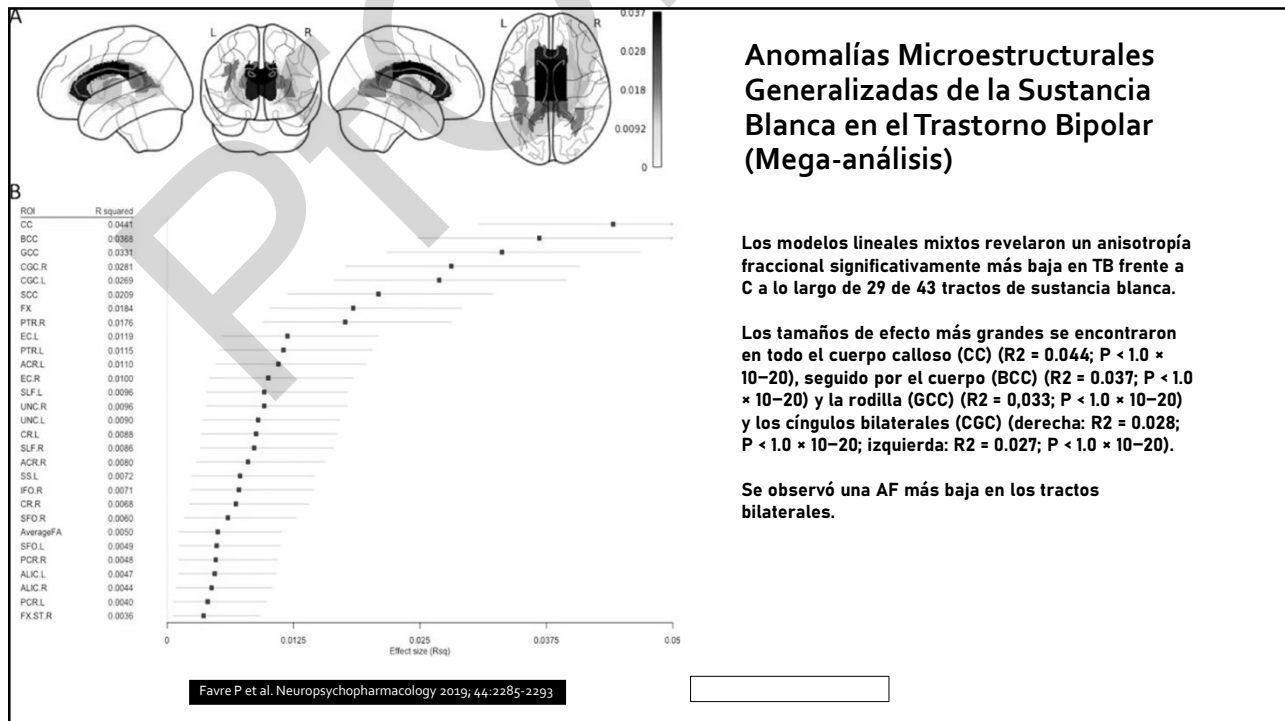 A
L
R
L
R
0.037
0.028
0.018
0.0092
0
Anomalías Microestructurales
Generalizadas de la Sustancia
Blanca en el Trastorno Bipolar
(Mega-análisis)
B
ROI R squared
CC 0.0441
BCC 0.0368
GCC 0.0331
CGC.R 0.0281
CGC.L 0.0269
SCC 0.0209
FX 0.0184
PTR.R 0.0176
EC.L 0.0119
PTR.L 0.0115
ACR.L 0.0110
EC.R 0.0100
SLF.L 0.0096
UNC.R 0.0096
UNC.L 0.0090
CR.L 0.0088
SLF.R 0.0086
ACR.R 0.0080
SS.L 0.0072
IFO.R 0.0071
CR.R 0.0068
SFO.R 0.0060
AverageFA 0.0050
SFO.L 0.0049
PCR.R 0.0048
ALIC.L 0.0047
ALIC.R 0.0044
PCR.L 0.0040
FX.ST.R 0.0036
0 0.0125 0.025 0.0375 0.05
Effect size (Rsq)
Los modelos lineales mixtos revelaron un anisotropía
fraccional significativamente más baja en TB frente a
C a lo largo de 29 de 43 tractos de sustancia blanca.
Los tamaños de efecto más grandes se encontraron
en todo el cuerpo calloso (CC) (R2 = 0.044; P < 1.0 ×
10−20), seguido por el cuerpo (BCC) (R2 = 0.037; P < 1.0
× 10−20) y la rodilla (GCC) (R2 = 0,033; P < 1.0 × 10−20)
y los cíngulos bilaterales (CGC) (derecha: R2 = 0.028;
P < 1.0 × 10−20; izquierda: R2 = 0.027; P < 1.0 × 10−20).
Se observó una AF más baja en los tractos
bilaterales.
Favre P et al. Neuropsychopharmacology 2019; 44:2285-2293